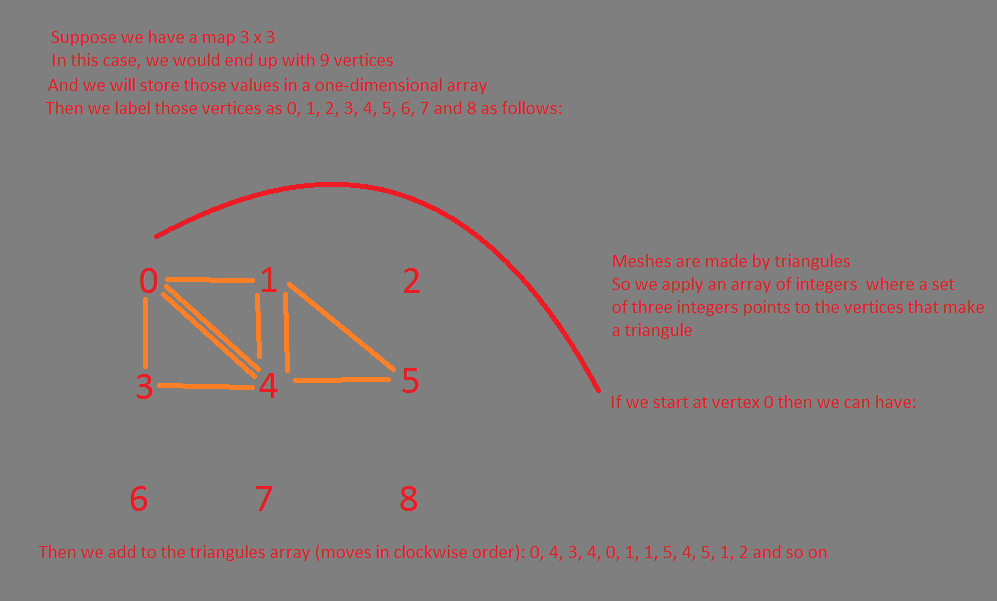 Suppose we have a map 3 x 3
In this case, we would end up with 9 vertices
And we will store those values in a one-dimensional array
Then we label those vertices as 0, 1, 2, 3, 4, 5, 6, 7 and 8 as follows:
0 1 2
3 4 5
6 7 8
Meshes are made by triangules
So we apply an array of integers where a set
of three integers points to the vertices that make
a triangule
If we start at vertex 0 then we can have:
Then we add to the triangules array (moves in clockwise order): 0, 4, 3, 4, 0, 1, 1, 5, 4, 5, 1, 2 and so on